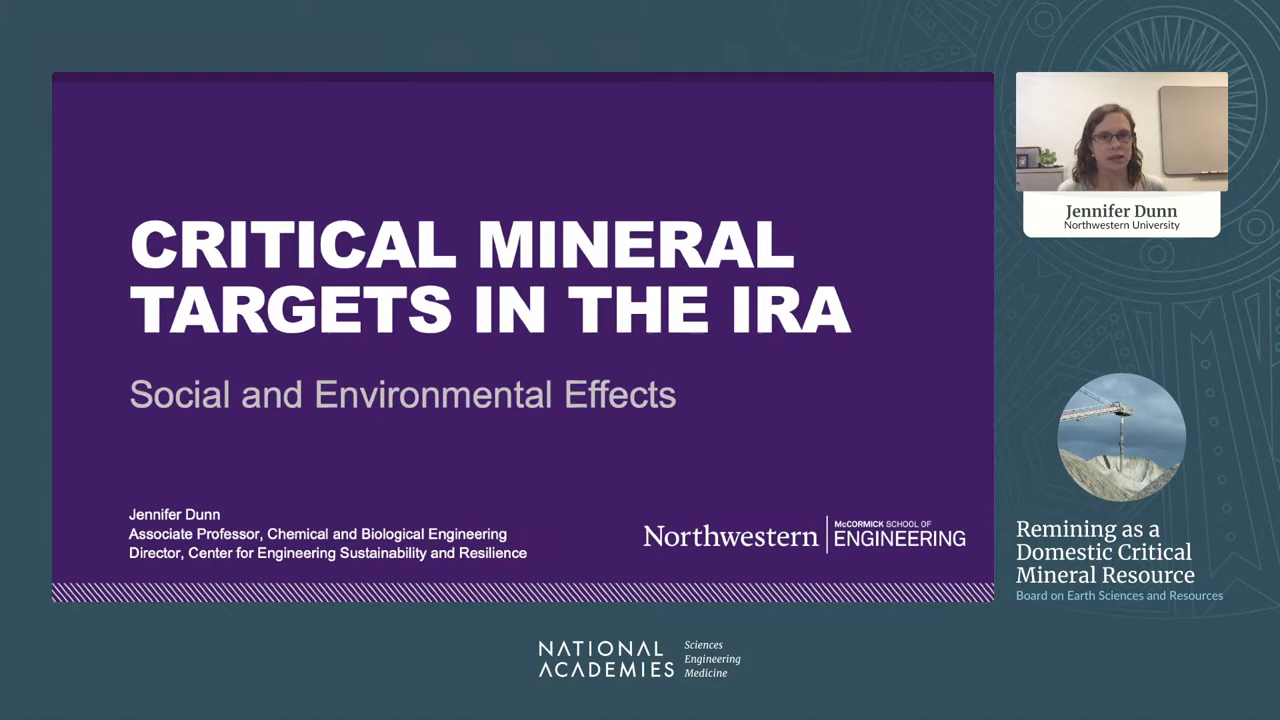 CRITICAL MINERAL
TARGETS IN THE IRA
Social and Environmental Effects
Jennifer Dunn
Associate Professor, Chemical and Biological Engineering
Director, Center for Engineering Sustainability and Resilience
Northwestern
McCORMICK SCHOOL OF
ENGINEERING
Jennifer Dunn
Northwestern University
Remining as a
Domestic Critical
Mineral Resource
Board on Earth Sciences and Resources
NATIONAL
ACADEMIES
Sciences
Engineering
Medicine